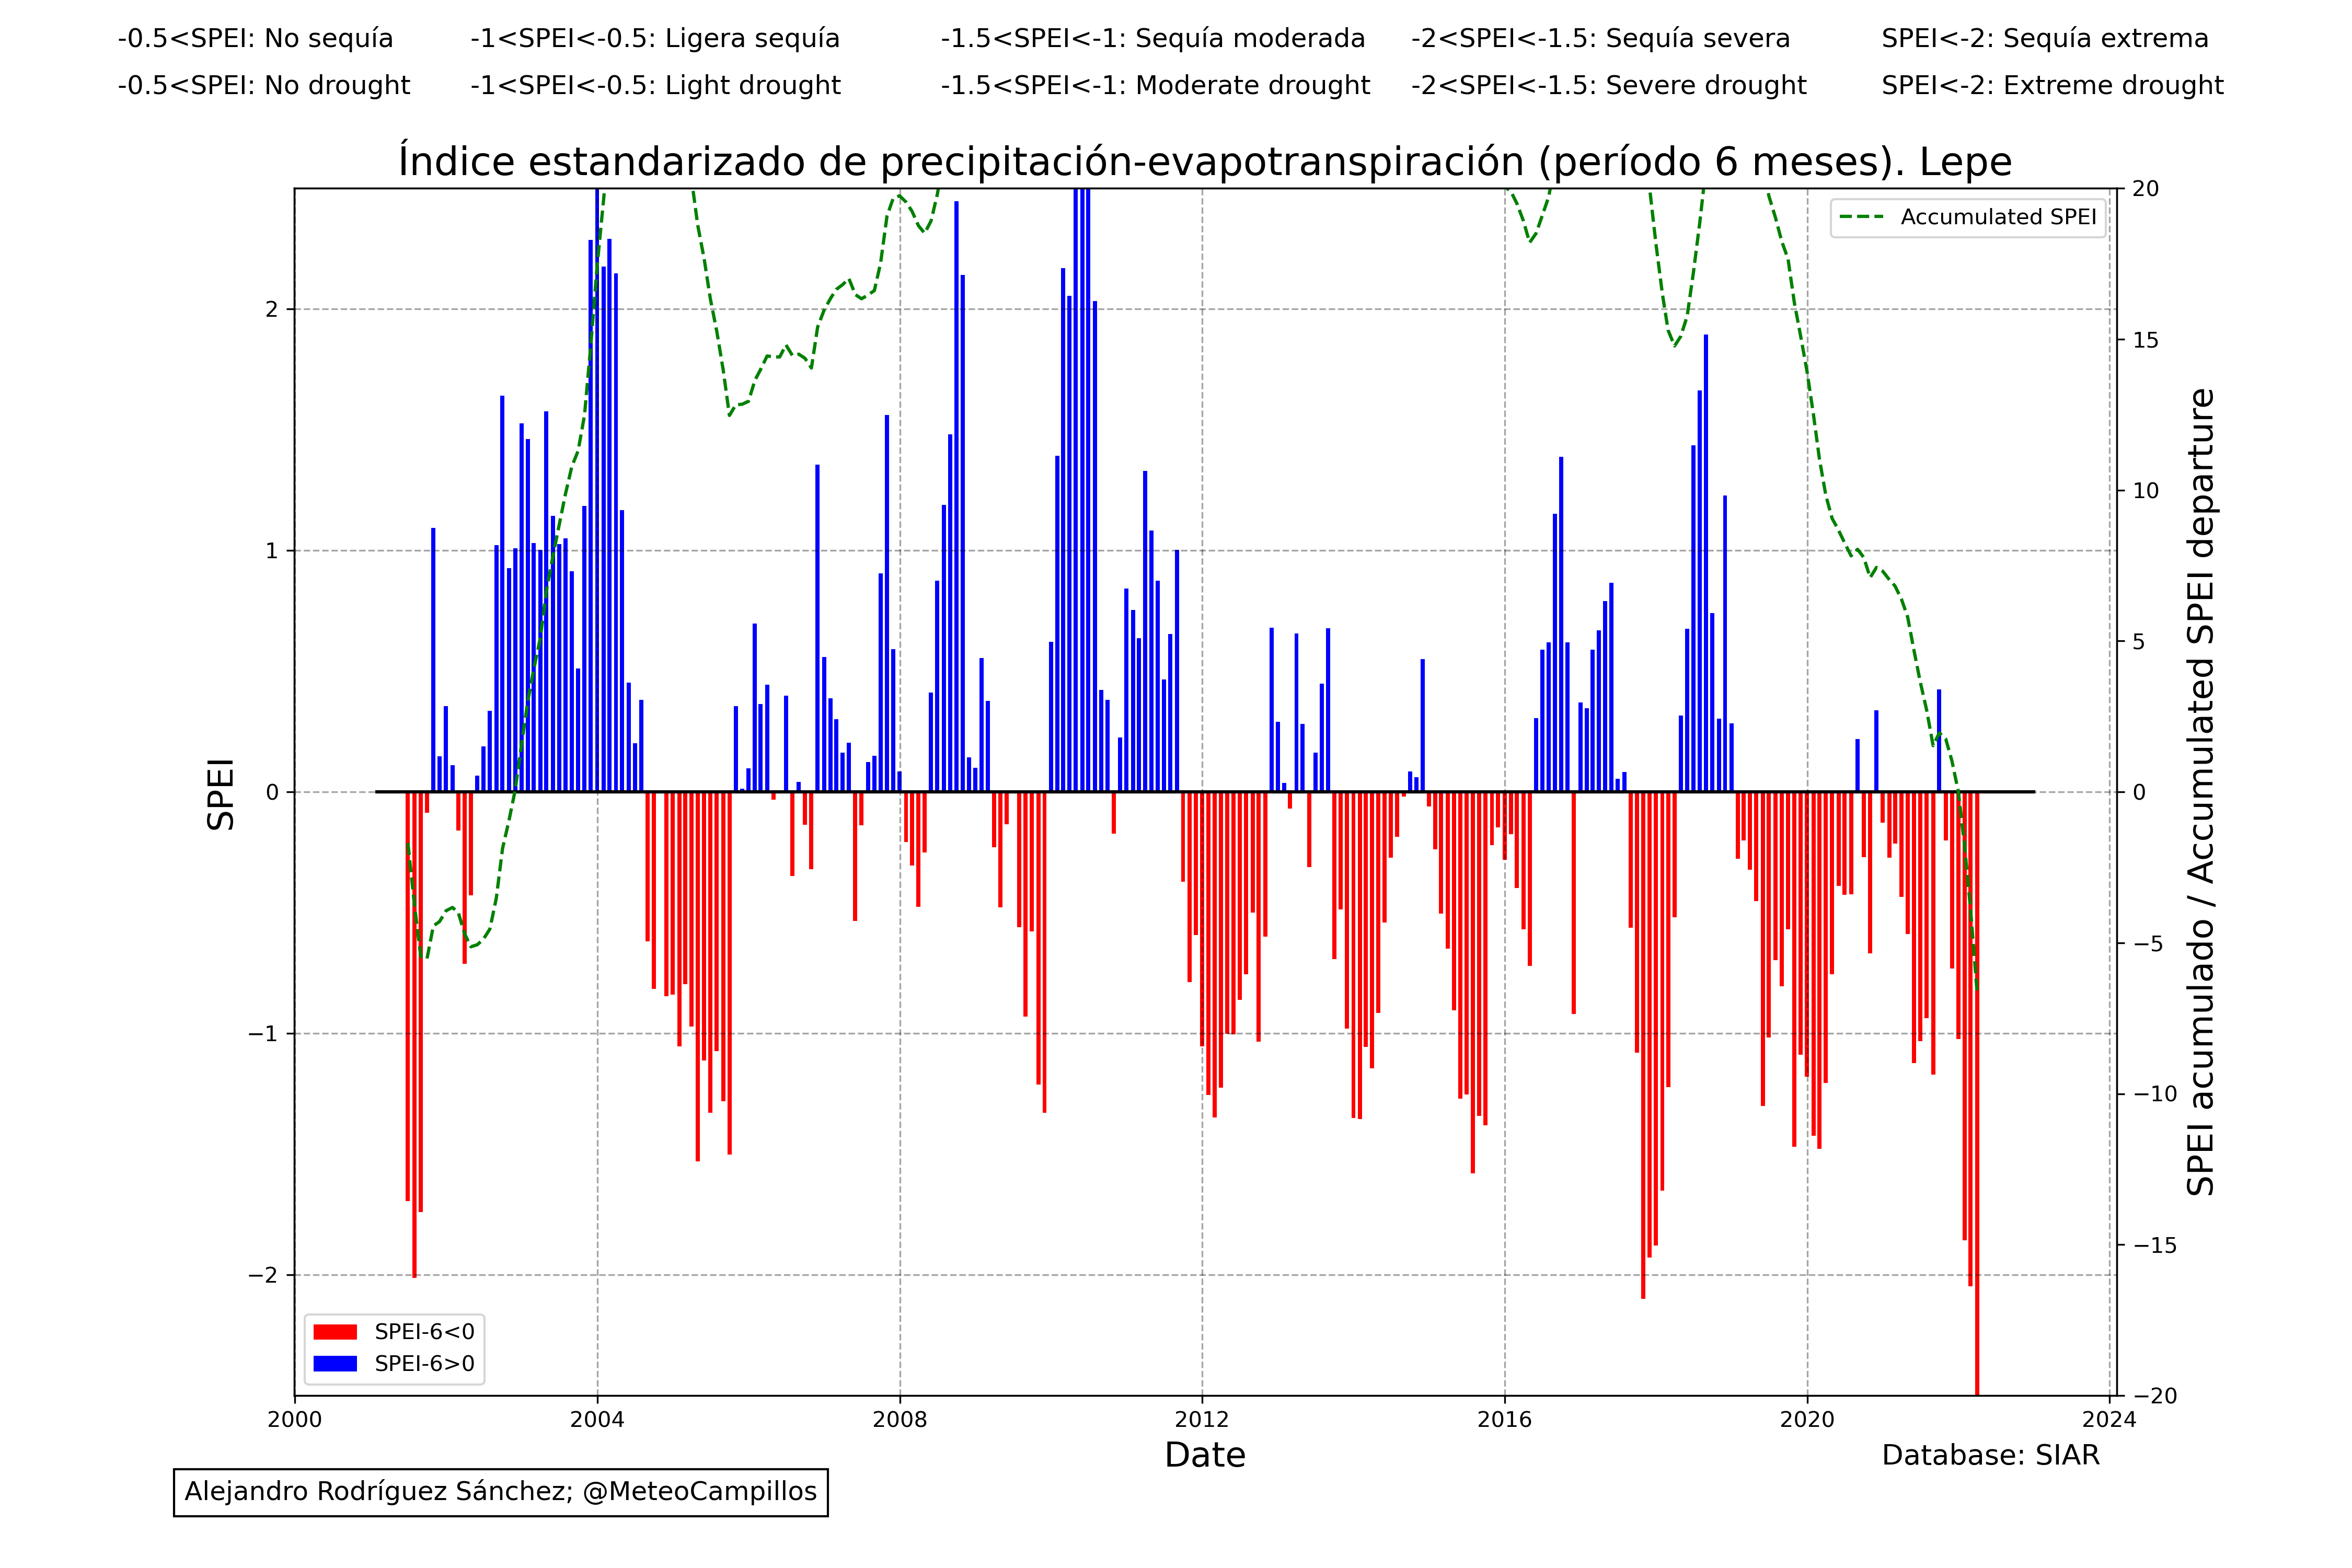 -0.5<SPEI: No sequía -1<SPEI<-0.5: Ligera sequía -1.5<SPEI<-1: Sequía moderada -2<SPEI<-1.5: Sequía severa SPEI<-2: Sequía extrema
-0.5<SPEI: No drought -1<SPEI<-0.5: Light drought -1.5<SPEI<-1: Moderate drought -2<SPEI<-1.5: Severe drought SPEI<-2: Extreme drought
Índice estandarizado de precipitación-evapotranspiración (período 6 meses). Lepe
Accumulated SPEI
SPEI
2
1
0
−1
−2
20
15
10
5
0
−5
−10
−15
−20
SPEI acumulado / Accumulated SPEI departure
SPEI-6<0
SPEI-6>0
2000 2004 2008 2012 2016 2020 2024
Date
Database: SIAR
Alejandro Rodríguez Sánchez; @MeteoCampillos